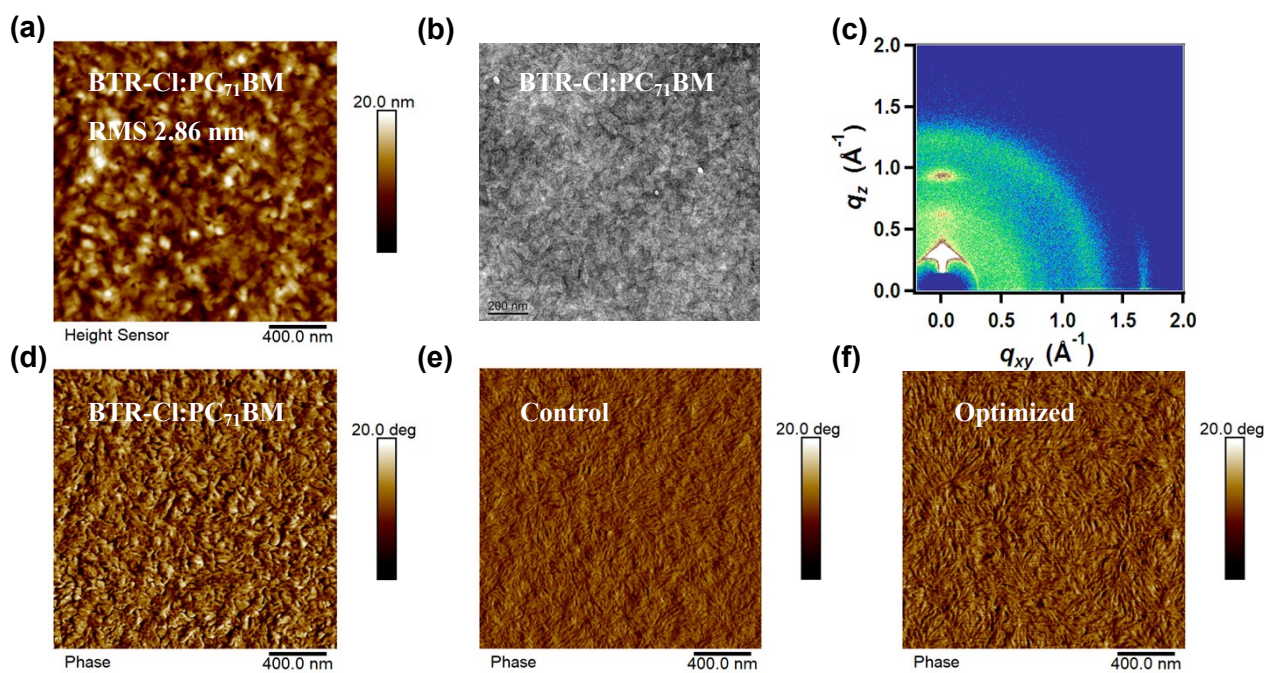 (a)
BTR-Cl:PC₇₁BM
RMS 2.86 nm
20.0 nm
Height Sensor
400.0 nm
(b)
BTR-Cl:PC₇₁BM
200 nm
(c)
2.0
1.5
1.0
0.5
0.0
qz (Å⁻¹)
0.0 0.5 1.0 1.5 2.0
qxy (Å⁻¹)
(d)
BTR-Cl:PC₇₁BM
20.0 deg
Phase
400.0 nm
(e)
Control
20.0 deg
Phase
400.0 nm
(f)
Optimized
20.0 deg
Phase
400.0 nm